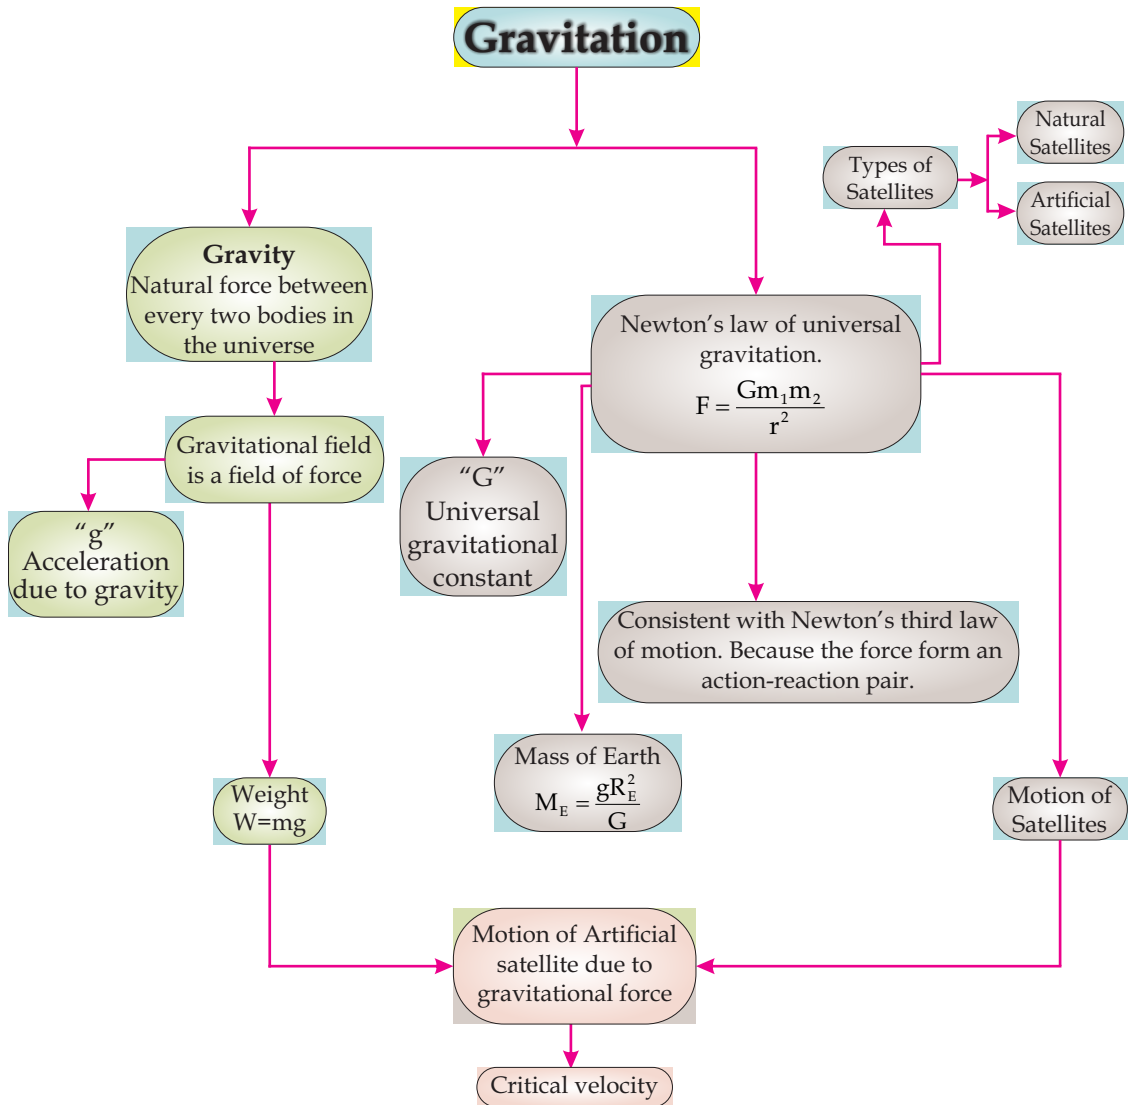 Gravitation
Natural
Satellites
Types of
Satellites
Artificial
Satellites
Gravity
Natural force between
every two bodies in
the universe
Newton's law of universal
gravitation.
F = Gm₁m₂ / r²
Gravitational field
is a field of force
"G"
Universal
gravitational
constant
"g"
Acceleration
due to gravity
Consistent with Newton's third law
of motion. Because the force form an
action-reaction pair.
Mass of Earth
M_E = gR_E² / G
Weight
W=mg
Motion of
Satellites
Motion of Artificial
satellite due to
gravitational force
Critical velocity